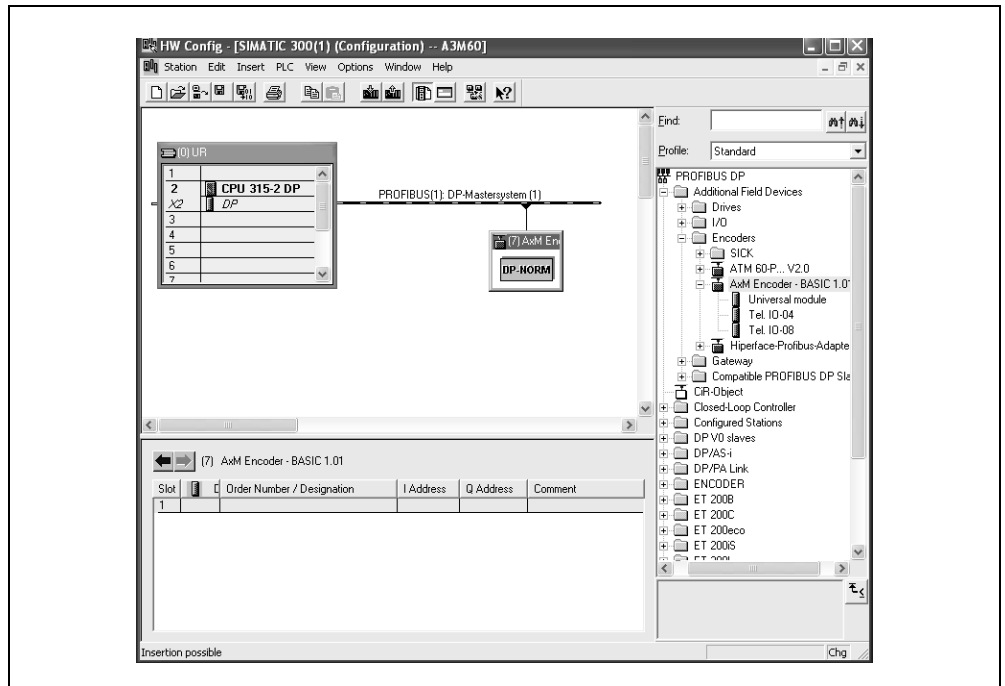 HW Config - [SIMATIC 300(1) (Configuration) -- A3M60]
Station Edit Insert PLC View Options Window Help
(0) UR
1
2 CPU 315-2 DP
X2 DP
3
4
5
6
7
PROFIBUS(1): DP-Mastersystem (1)
(7) AxM En
DP-NORM
Find:
Profile: Standard
PROFIBUS DP
Additional Field Devices
Drives
I/O
Encoders
SICK
ATM 60-P... V2.0
AxM Encoder - BASIC 1.0
Universal module
Tel. IO-04
Tel. IO-08
Hiperface-Profibus-Adapte
Gateway
Compatible PROFIBUS DP Sla
CiR-Object
Closed-Loop Controller
Configured Stations
DP V0 slaves
DP/AS-i
DP/PA Link
ENCODER
ET 200B
ET 200C
ET 200eco
ET 200iS
(7) AxM Encoder - BASIC 1.01
Slot D Order Number / Designation I Address Q Address Comment
1
Insertion possible
Chg